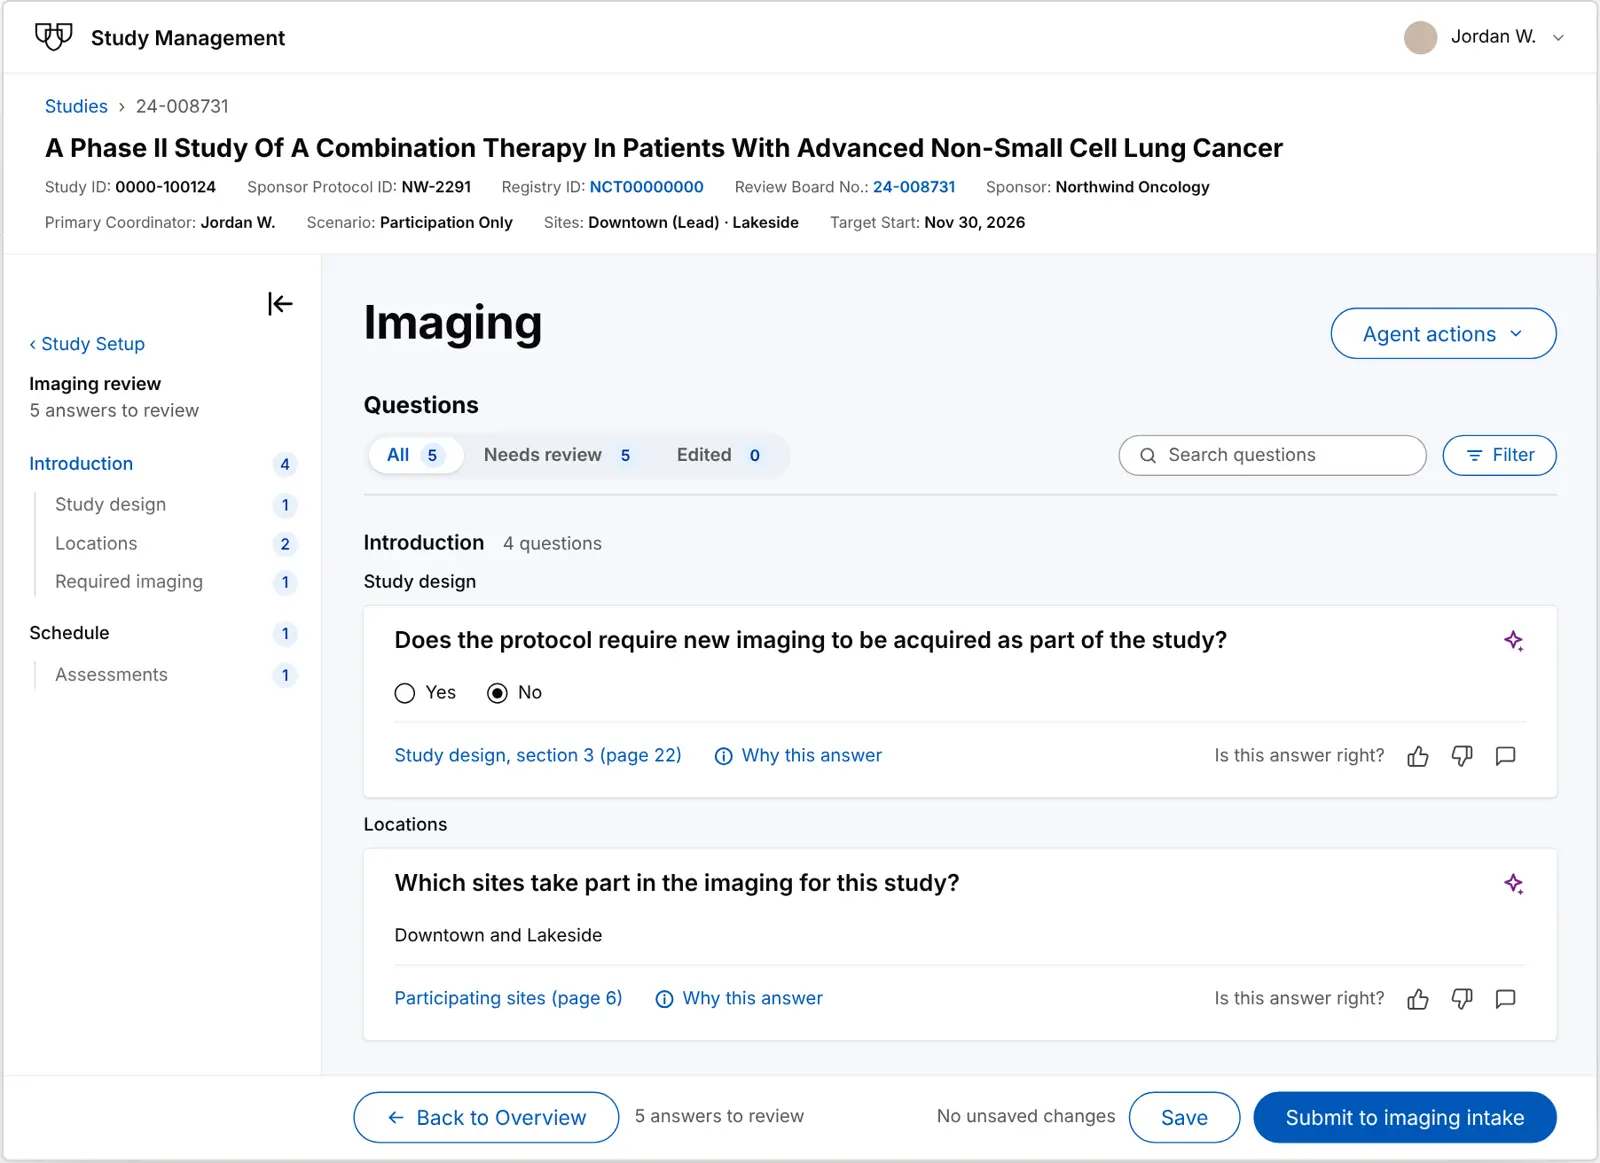 Study Management
Jordan W.
Studies › 24-008731
A Phase II Study Of A Combination Therapy In Patients With Advanced Non-Small Cell Lung Cancer
Study ID: 0000-100124 Sponsor Protocol ID: NW-2291 Registry ID: NCT00000000 Review Board No.: 24-008731 Sponsor: Northwind Oncology
Primary Coordinator: Jordan W. Scenario: Participation Only Sites: Downtown (Lead) · Lakeside Target Start: Nov 30, 2026
‹ Study Setup
Imaging review
5 answers to review
Introduction 4
Study design 1
Locations 2
Required imaging 1
Schedule 1
Assessments 1
Imaging
Agent actions
Questions
All 5 Needs review 5 Edited 0
Search questions
Filter
Introduction 4 questions
Study design
Does the protocol require new imaging to be acquired as part of the study?
Yes No
Study design, section 3 (page 22) Why this answer Is this answer right?
Locations
Which sites take part in the imaging for this study?
Downtown and Lakeside
Participating sites (page 6) Why this answer Is this answer right?
← Back to Overview 5 answers to review No unsaved changes Save Submit to imaging intake